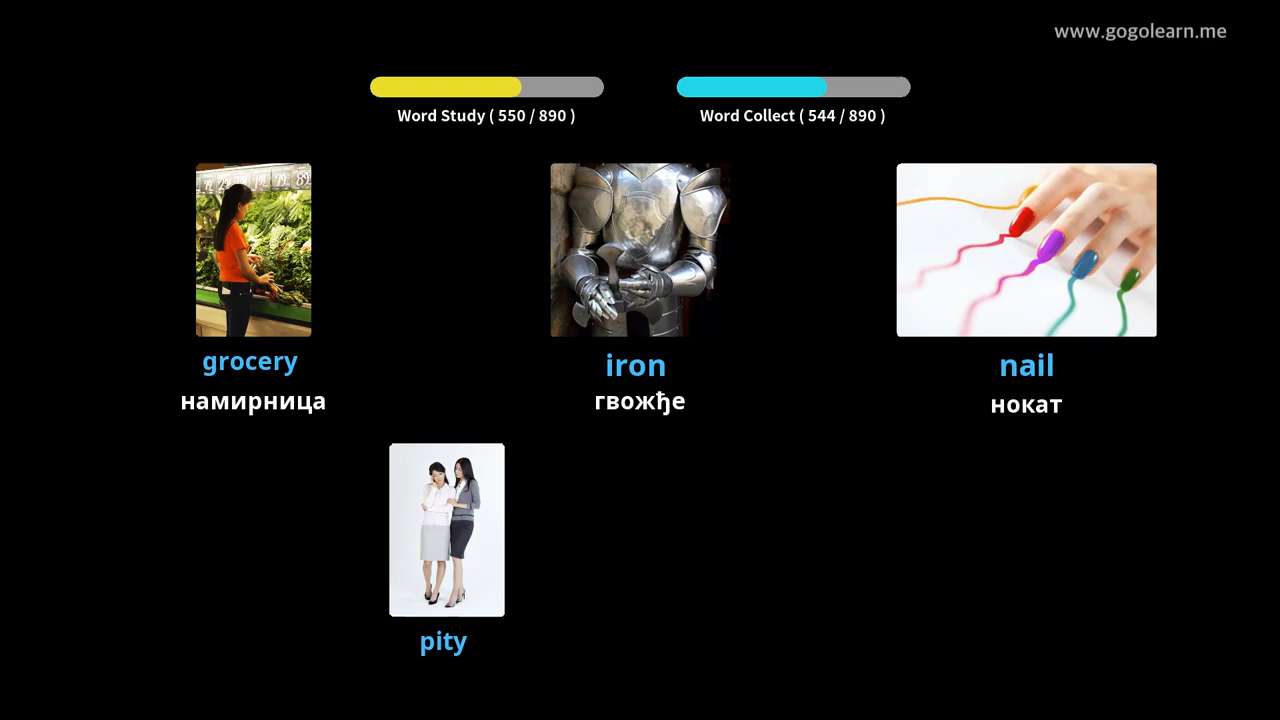 www.gogolearn.me
Word Study ( 550 / 890 )
Word Collect ( 544 / 890 )
grocery
намирница
iron
гвожђе
nail
нокат
pity